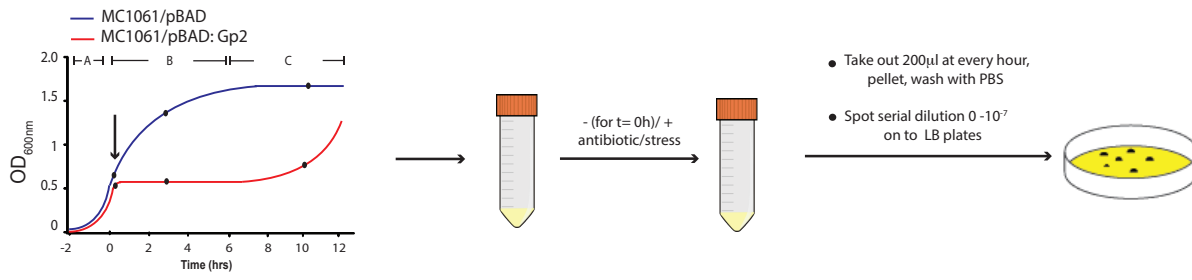 MC1061/pBAD
MC1061/pBAD: Gp2
2.0
A
B
C
1.5
1
0.5
0
OD600nm
-2
0
2
4
6
8
10
12
Time (hrs)
- (for t= 0h)/ +
antibiotic/stress
• Take out 200µl at every hour,
pellet, wash with PBS
• Spot serial dilution 0 -10⁻⁷
on to LB plates